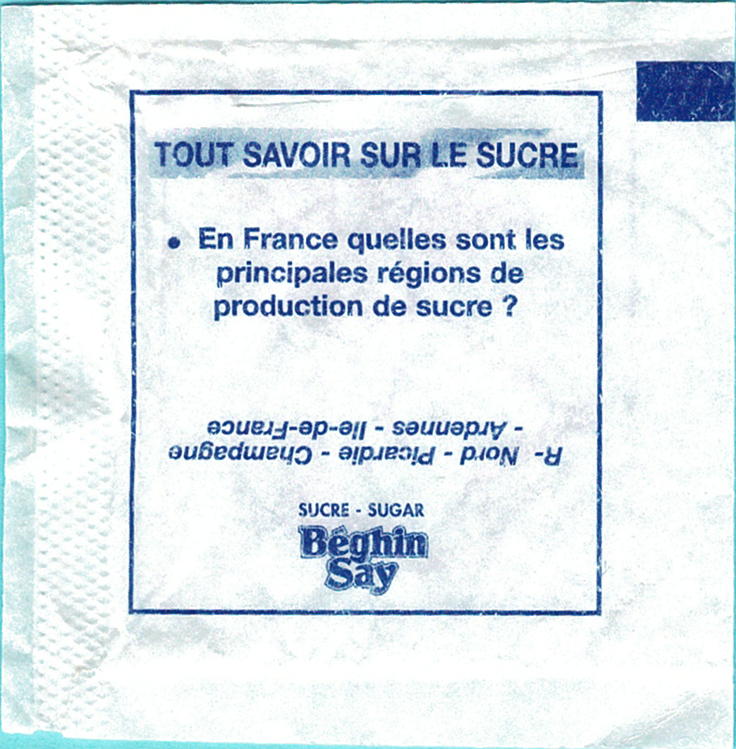 TOUT SAVOIR SUR LE SUCRE
• En France quelles sont les
principales régions de
production de sucre ?
R- Nord - Picardie - Champagne
- Ardennes - Ile-de-France
SUCRE - SUGAR
Béghin
Say